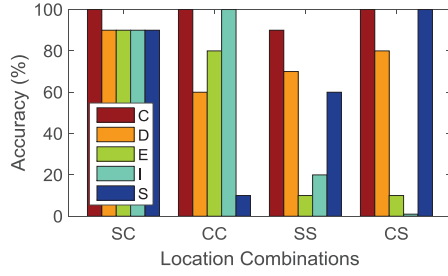 100
80
60
40
20
0
Accuracy (%)
C
D
E
I
S
SC CC SS CS
Location Combinations